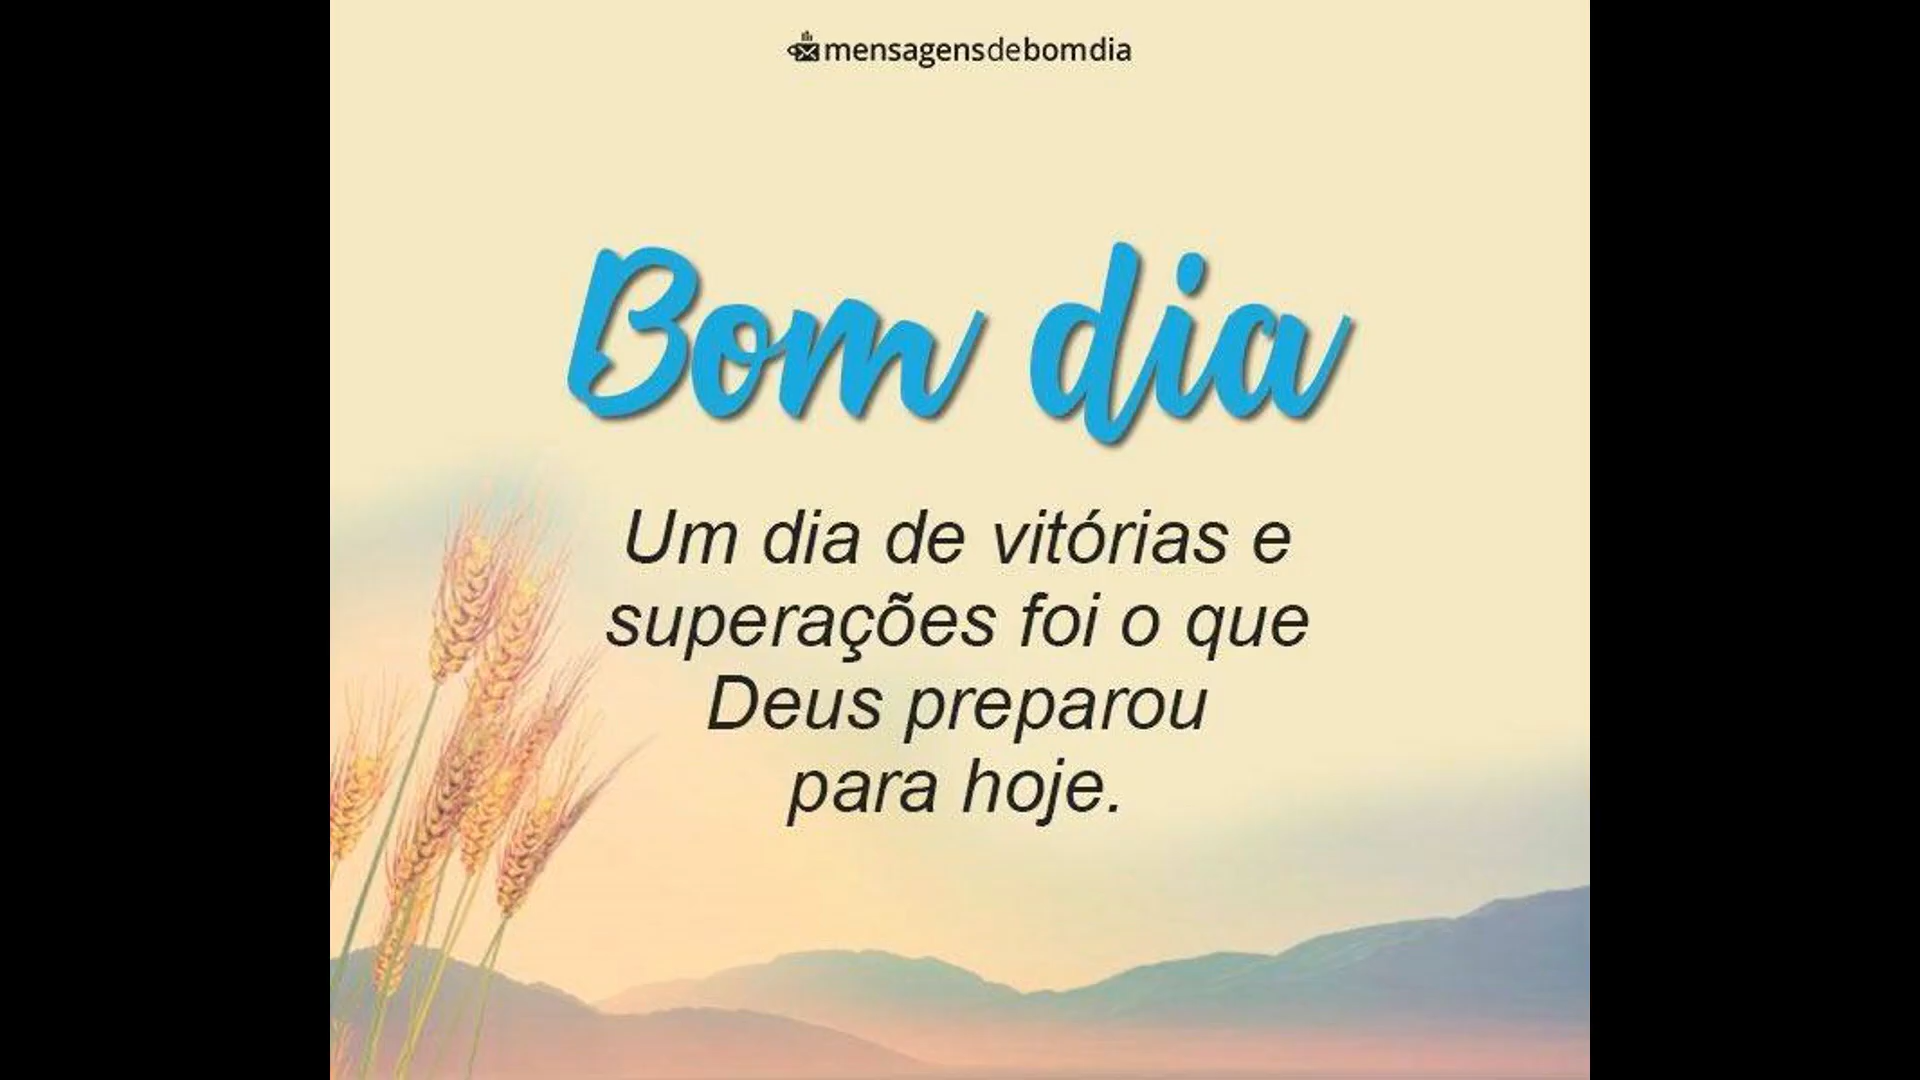 mensagensdebomdia
Bom dia
Um dia de vitórias e
superações foi o que
Deus preparou
para hoje.